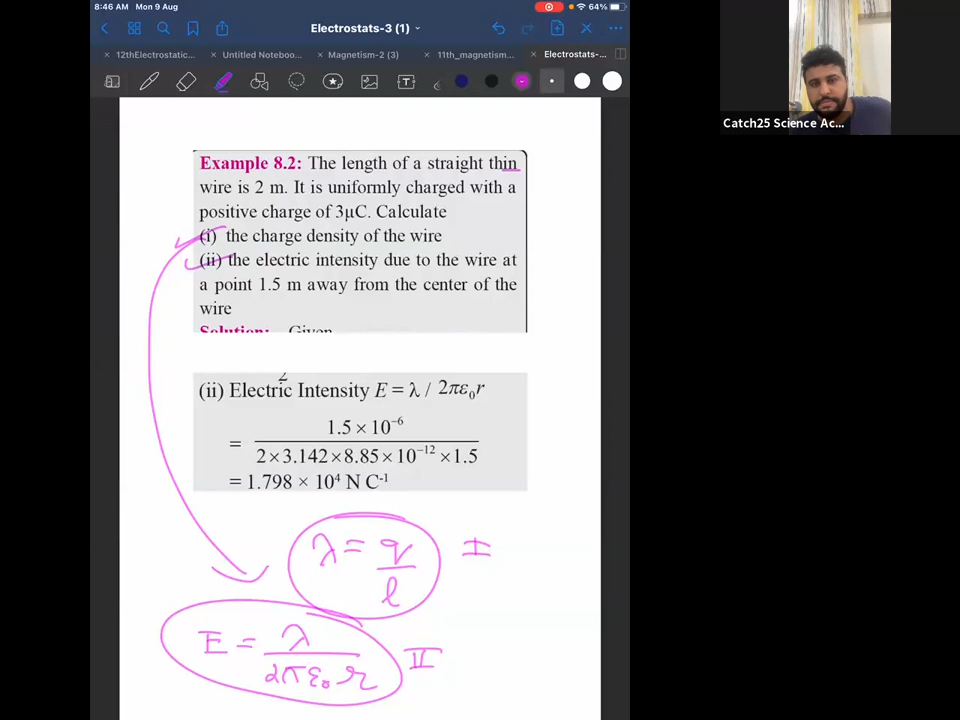 8:46 AM Mon 9 Aug
64%
Electrostats-3 (1)
12thElectrostatic...
Untitled Noteboo...
Magnetism-2 (3)
11th_magnetism...
Electrostats-...
Catch25 Science Ac...
Example 8.2: The length of a straight thin
wire is 2 m. It is uniformly charged with a
positive charge of 3μC. Calculate
(i) the charge density of the wire
(ii) the electric intensity due to the wire at
a point 1.5 m away from the center of the
wire
Solution: Given
(ii) Electric Intensity E = λ / 2πε₀r
= 1.5 × 10⁻⁶
2×3.142×8.85×10⁻¹²×1.5
= 1.798 × 10⁴ N C⁻¹
λ = q
l
I
E = λ
2πε₀r
II